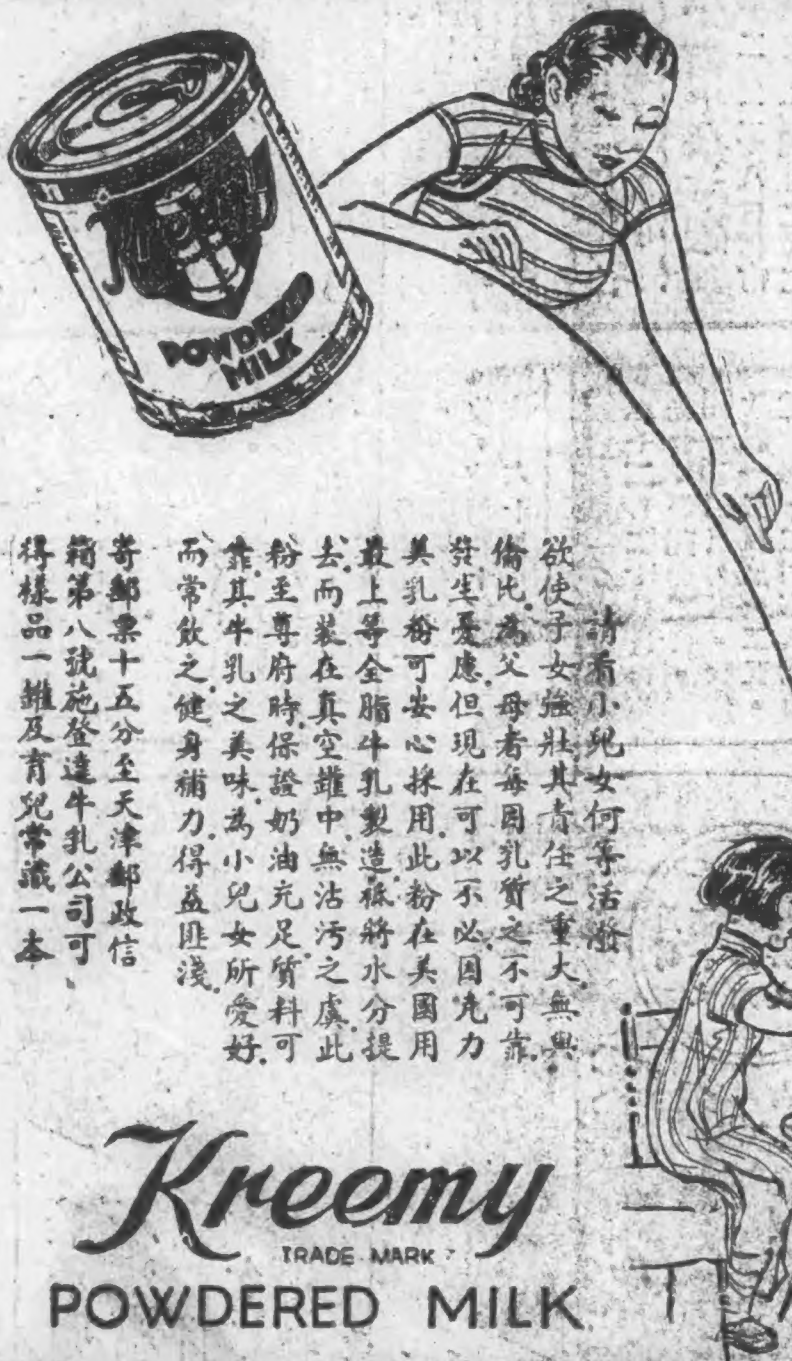 Kreemy
POWDERED
MILK
請看小兒女何等活潑
欲使子女強壯其責任之重大無與
倫比為父母者每因乳質之不可靠
發生憂慮但現在可以不必因克力
美乳粉可安心採用此粉在美國用
最上等全脂牛乳製造祇將水分提
去而裝在真空罐中無沾污之虞此
粉至尊府時保證奶油充足質料可
靠其牛乳之美味為小兒女所愛好
而常飲之健身補力得益匪淺
寄郵票十五分至天津郵政信
箱第八號施登達牛乳公司可
得樣品一罐及育兒常識一本
Kreemy
TRADE MARK
POWDERED MILK